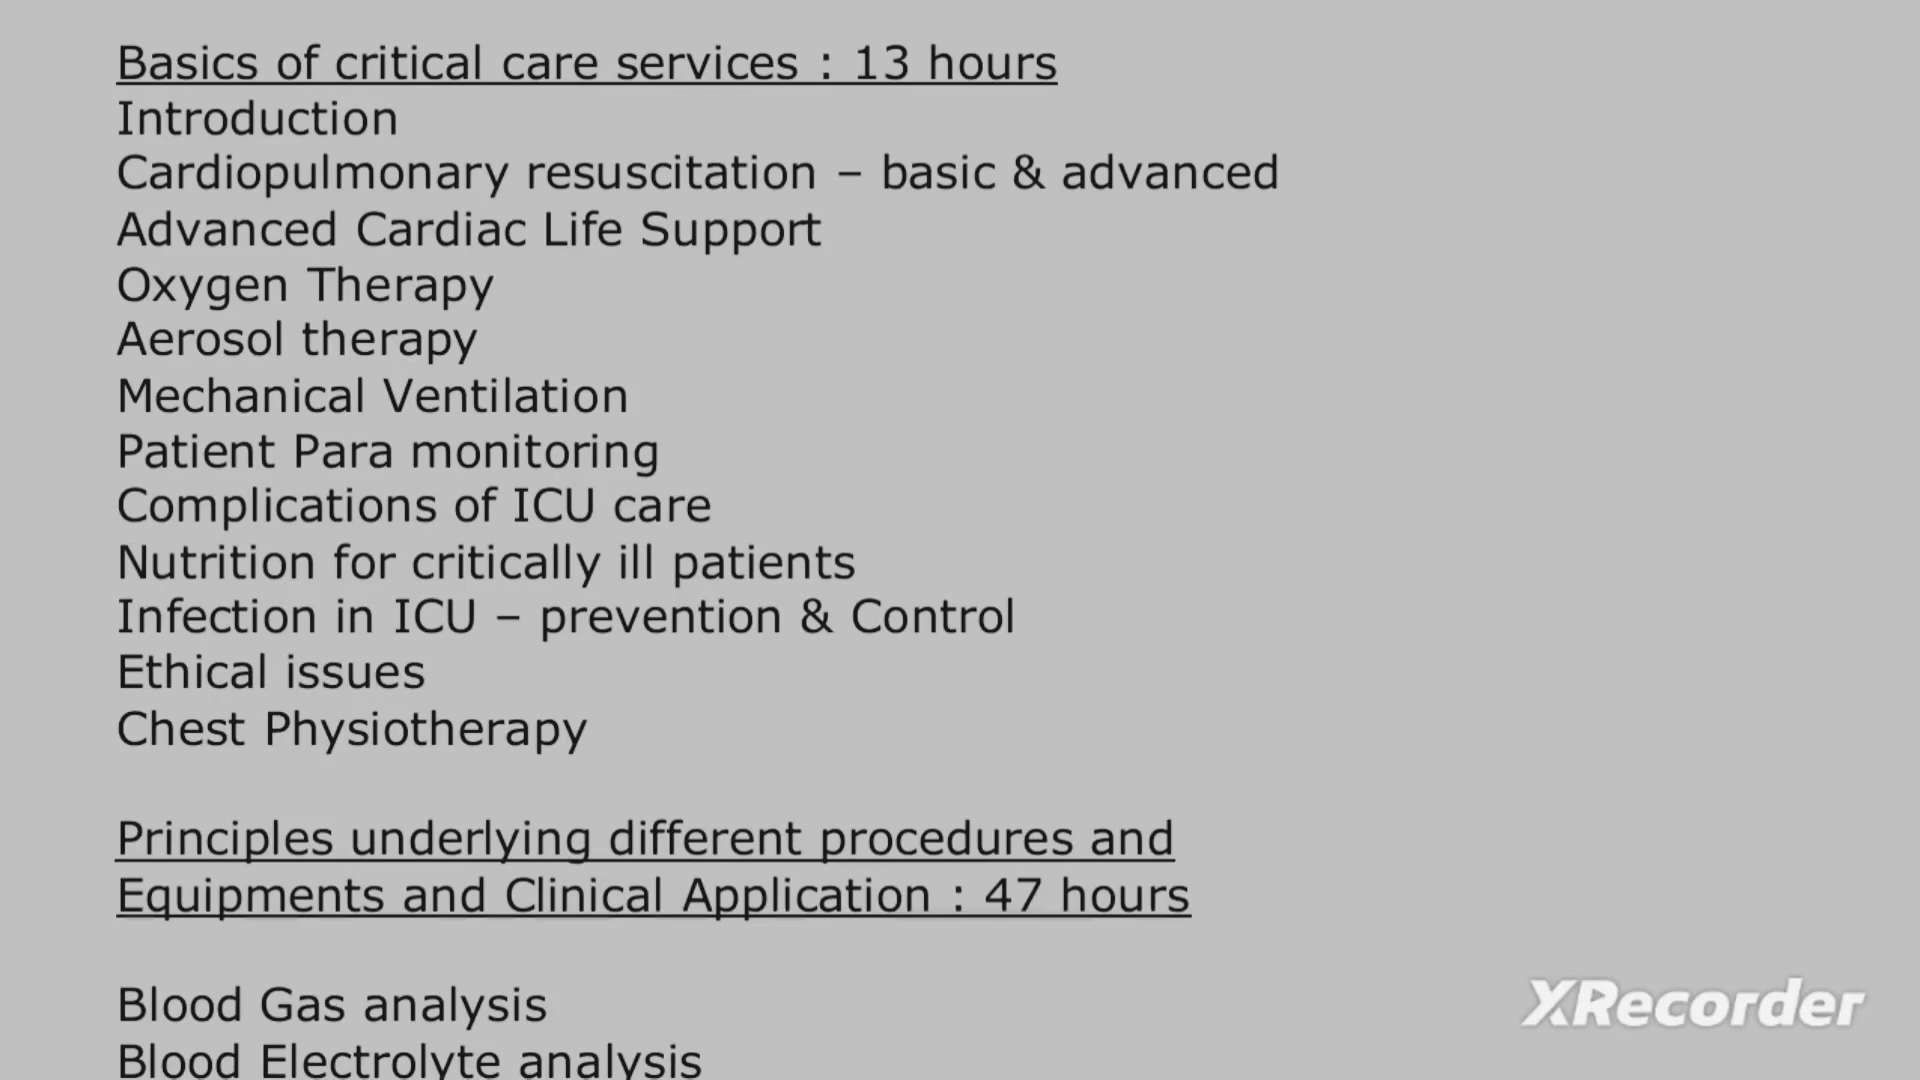 Basics of critical care services : 13 hours
Introduction
Cardiopulmonary resuscitation – basic & advanced
Advanced Cardiac Life Support
Oxygen Therapy
Aerosol therapy
Mechanical Ventilation
Patient Para monitoring
Complications of ICU care
Nutrition for critically ill patients
Infection in ICU – prevention & Control
Ethical issues
Chest Physiotherapy
Principles underlying different procedures and
Equipments and Clinical Application : 47 hours
Blood Gas analysis
Blood Electrolyte analysis
XRecorder